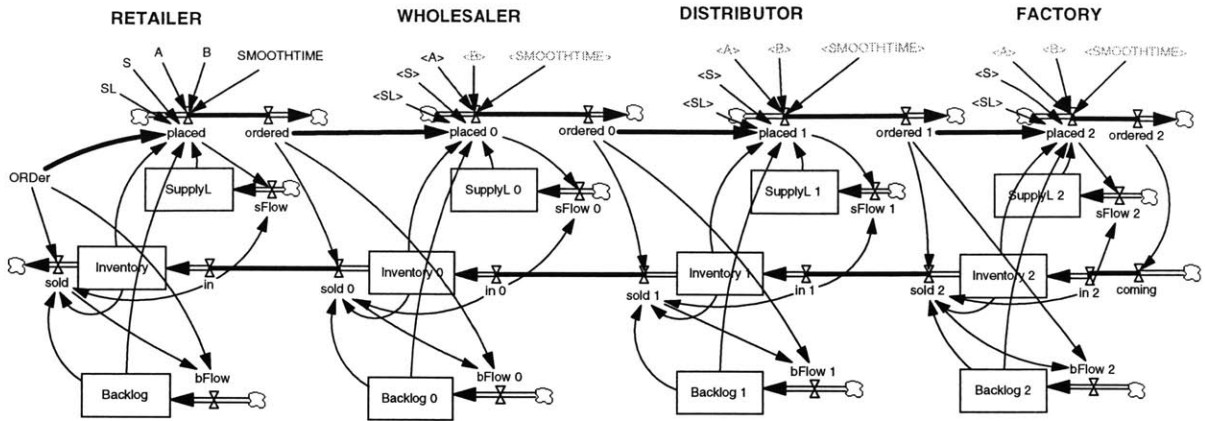 RETAILER WHOLESALER DISTRIBUTOR FACTORY
A B SMOOTHTIME
S
SL
placed ordered
ORDer
SupplyL
sFlow
Inventory
sold in
bFlow
Backlog
<A> <B> <SMOOTHTIME>
<S>
<SL>
placed 0 ordered 0
SupplyL 0
sFlow 0
Inventory 0
sold 0 in 0
bFlow 0
Backlog 0
<A> <B> <SMOOTHTIME>
<S>
<SL>
placed 1 ordered 1
SupplyL 1
sFlow 1
Inventory 1
sold 1 in 1
bFlow 1
Backlog 1
<A> <B> <SMOOTHTIME>
<S>
<SL>
placed 2 ordered 2
SupplyL 2
sFlow 2
Inventory 2
sold 2 in 2 coming
bFlow 2
Backlog 2